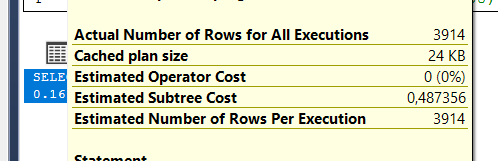 Actual Number of Rows for All Executions 3914
Cached plan size 24 KB
Estimated Operator Cost 0 (0%)
SELE
Estimated Subtree Cost 0,487356
0.16
Estimated Number of Rows Per Execution 3914
Statement